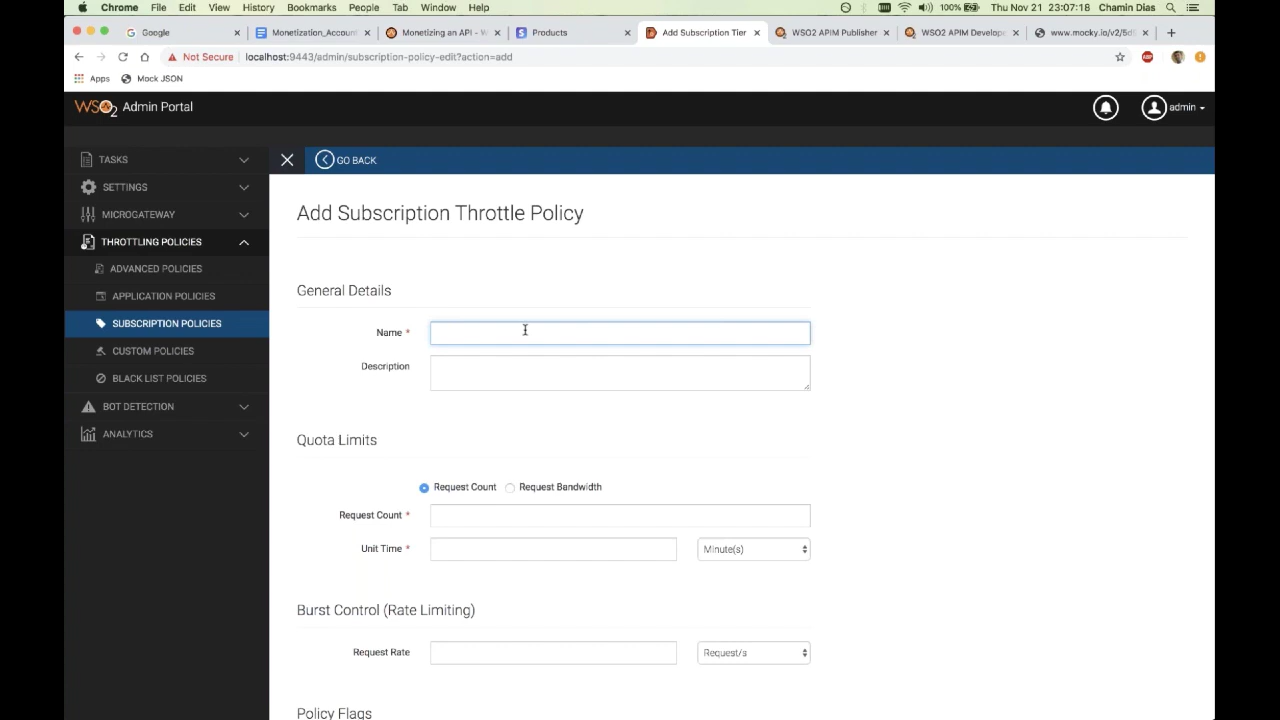 Chrome File Edit View History Bookmarks People Tab Window Help 100% Thu Nov 21 23:07:18 Chamin Dias
Google Monetization_Accoun Monetizing an API - W Products Add Subscription Tier WSO2 APIM Publisher WSO2 APIM Develope www.mocky.io/v2/5d
Not Secure localhost:9443/admin/subscription-policy-edit?action=add
Apps Mock JSON
WSO2 Admin Portal admin
TASKS
GO BACK
SETTINGS
MICROGATEWAY
THROTTLING POLICIES
ADVANCED POLICIES
APPLICATION POLICIES
SUBSCRIPTION POLICIES
CUSTOM POLICIES
BLACK LIST POLICIES
BOT DETECTION
ANALYTICS
Add Subscription Throttle Policy
General Details
Name *
Description
Quota Limits
Request Count Request Bandwidth
Request Count *
Unit Time * Minute(s)
Burst Control (Rate Limiting)
Request Rate Request/s
Policy Flags